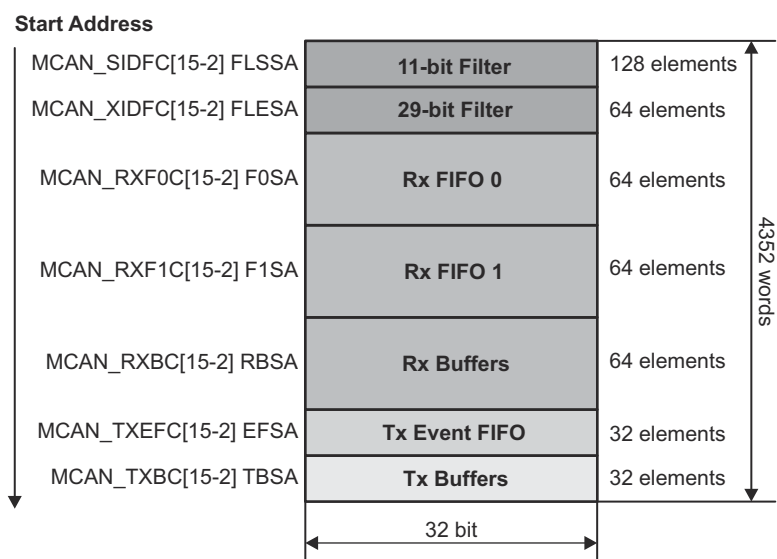 Start Address
MCAN_SIDFC[15-2] FLSSA 11-bit Filter 128 elements
MCAN_XIDFC[15-2] FLESA 29-bit Filter 64 elements
MCAN_RXF0C[15-2] F0SA Rx FIFO 0 64 elements
MCAN_RXF1C[15-2] F1SA Rx FIFO 1 64 elements
MCAN_RXBC[15-2] RBSA Rx Buffers 64 elements
MCAN_TXEFC[15-2] EFSA Tx Event FIFO 32 elements
MCAN_TXBC[15-2] TBSA Tx Buffers 32 elements
4352 words
32 bit